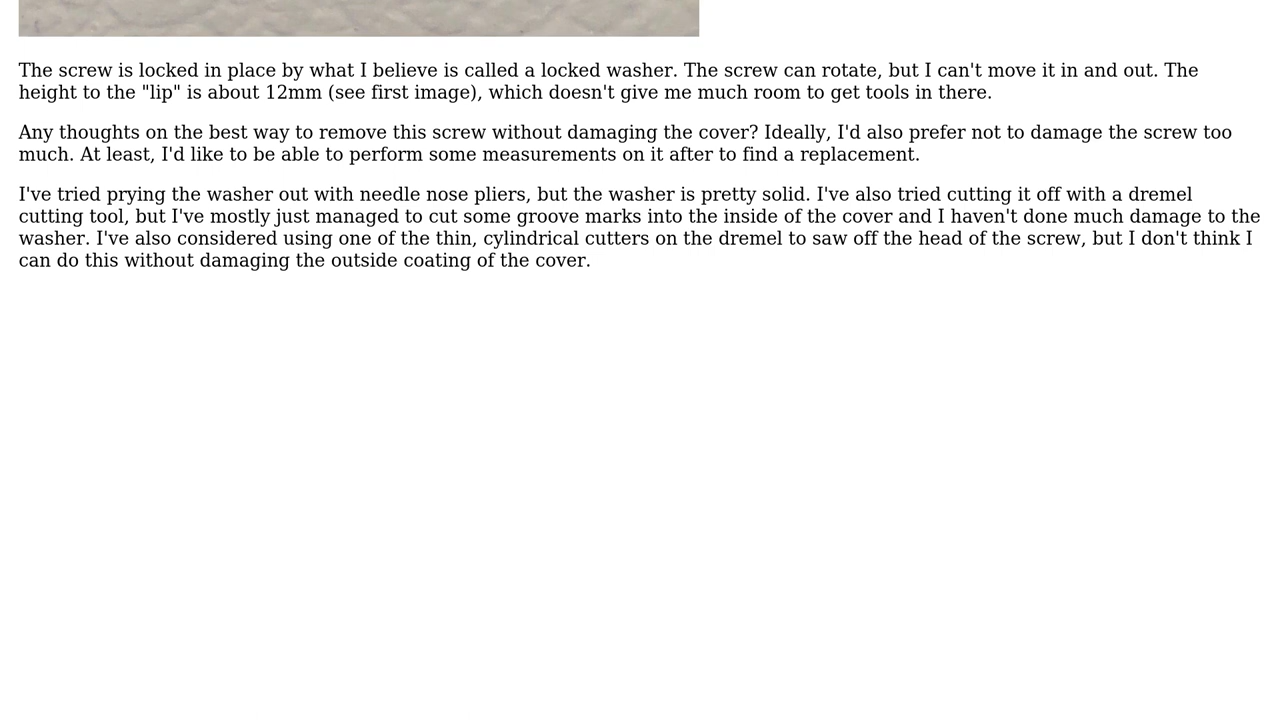 The screw is locked in place by what I believe is called a locked washer. The screw can rotate, but I can't move it in and out. The
height to the "lip" is about 12mm (see first image), which doesn't give me much room to get tools in there.
Any thoughts on the best way to remove this screw without damaging the cover? Ideally, I'd also prefer not to damage the screw too
much. At least, I'd like to be able to perform some measurements on it after to find a replacement.
I've tried prying the washer out with needle nose pliers, but the washer is pretty solid. I've also tried cutting it off with a dremel
cutting tool, but I've mostly just managed to cut some groove marks into the inside of the cover and I haven't done much damage to the
washer. I've also considered using one of the thin, cylindrical cutters on the dremel to saw off the head of the screw, but I don't think I
can do this without damaging the outside coating of the cover.